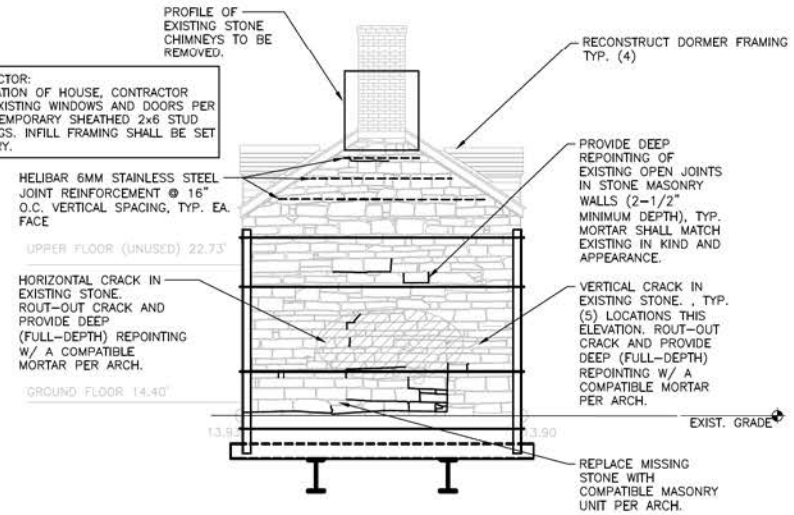 PROFILE OF
EXISTING STONE
CHIMNEYS TO BE
REMOVED.
RECONSTRUCT DORMER FRAMING
TYP. (4)
CTOR:
TION OF HOUSE, CONTRACTOR
XISTING WINDOWS AND DOORS PER
EMPORARY SHEATHED 2x6 STUD
GS. INFILL FRAMING SHALL BE SET
RY.
HELIBAR 6MM STAINLESS STEEL
JOINT REINFORCEMENT @ 16"
O.C. VERTICAL SPACING, TYP. EA.
FACE
PROVIDE DEEP
REPOINTING OF
EXISTING OPEN JOINTS
IN STONE MASONRY
WALLS (2-1/2"
MINIMUM DEPTH), TYP.
MORTAR SHALL MATCH
EXISTING IN KIND AND
APPEARANCE.
UPPER FLOOR (UNUSED) 22.73'
HORIZONTAL CRACK IN
EXISTING STONE.
ROUT-OUT CRACK AND
PROVIDE DEEP
(FULL-DEPTH) REPOINTING
W/ A COMPATIBLE
MORTAR PER ARCH.
VERTICAL CRACK IN
EXISTING STONE. , TYP.
(5) LOCATIONS THIS
ELEVATION. ROUT-OUT
CRACK AND PROVIDE
DEEP (FULL-DEPTH)
REPOINTING W/ A
COMPATIBLE MORTAR
PER ARCH.
GROUND FLOOR 14.40'
EXIST. GRADE
13.93
13.90
REPLACE MISSING
STONE WITH
COMPATIBLE MASONRY
UNIT PER ARCH.